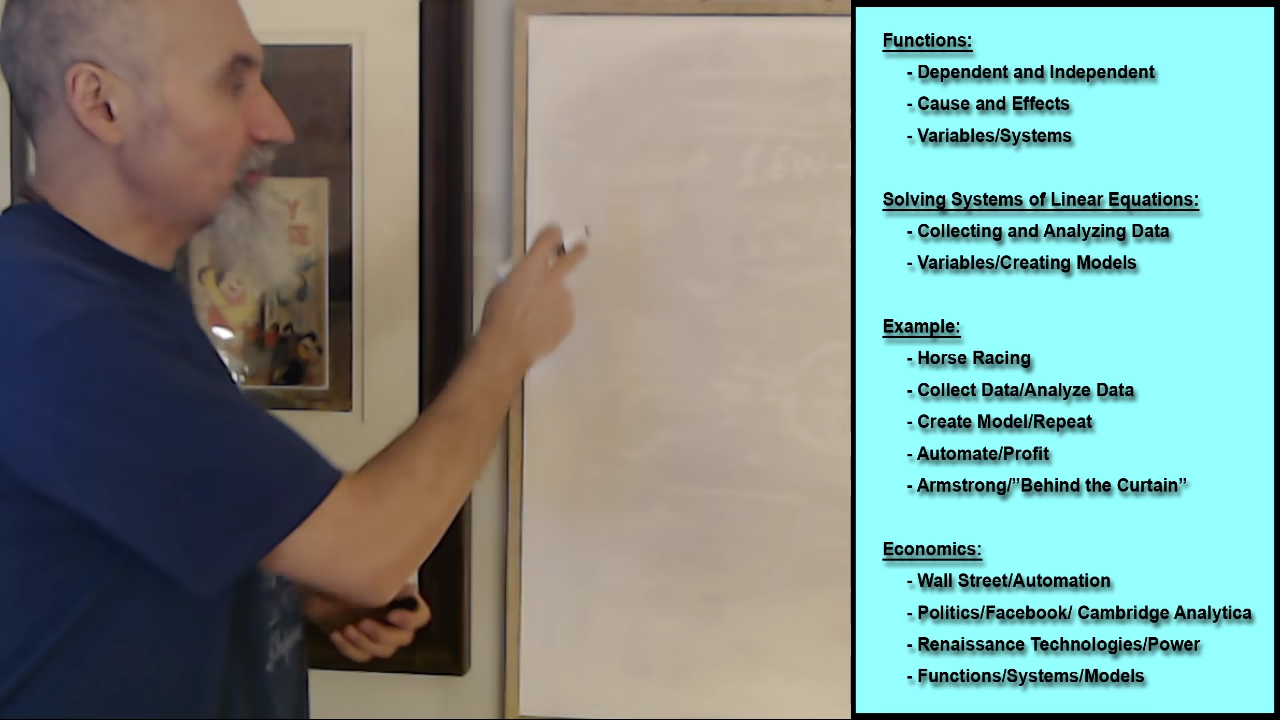 Functions:
- Dependent and Independent
- Cause and Effects
- Variables/Systems
Solving Systems of Linear Equations:
- Collecting and Analyzing Data
- Variables/Creating Models
Example:
- Horse Racing
- Collect Data/Analyze Data
- Create Model/Repeat
- Automate/Profit
- Armstrong/”Behind the Curtain”
Economics:
- Wall Street/Automation
- Politics/Facebook/ Cambridge Analytica
- Renaissance Technologies/Power
- Functions/Systems/Models